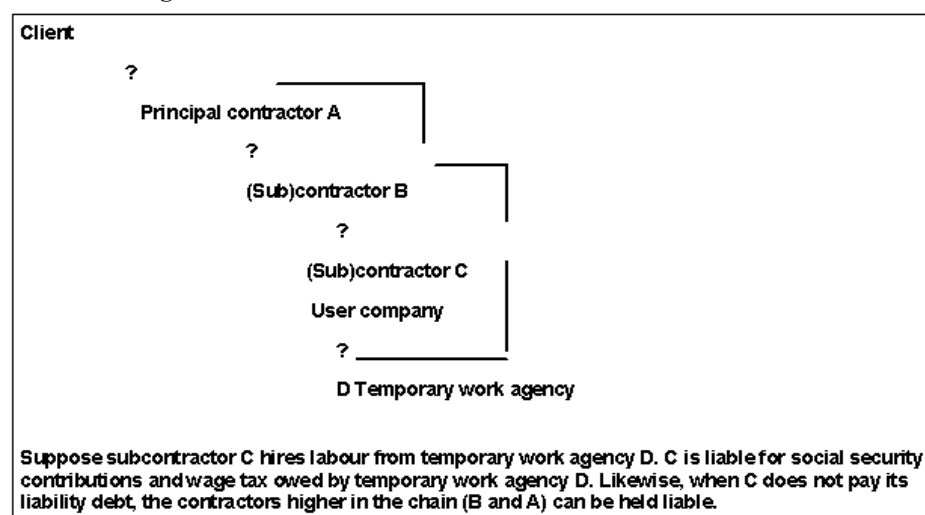 Client
?
Principal contractor A
?
(Sub)contractor B
?
(Sub)contractor C
User company
?
D Temporary work agency
Suppose subcontractor C hires labour from temporary work agency D. C is liable for social security
contributions and wage tax owed by temporary work agency D. Likewise, when C does not pay its
liability debt, the contractors higher in the chain (B and A) can be held liable.